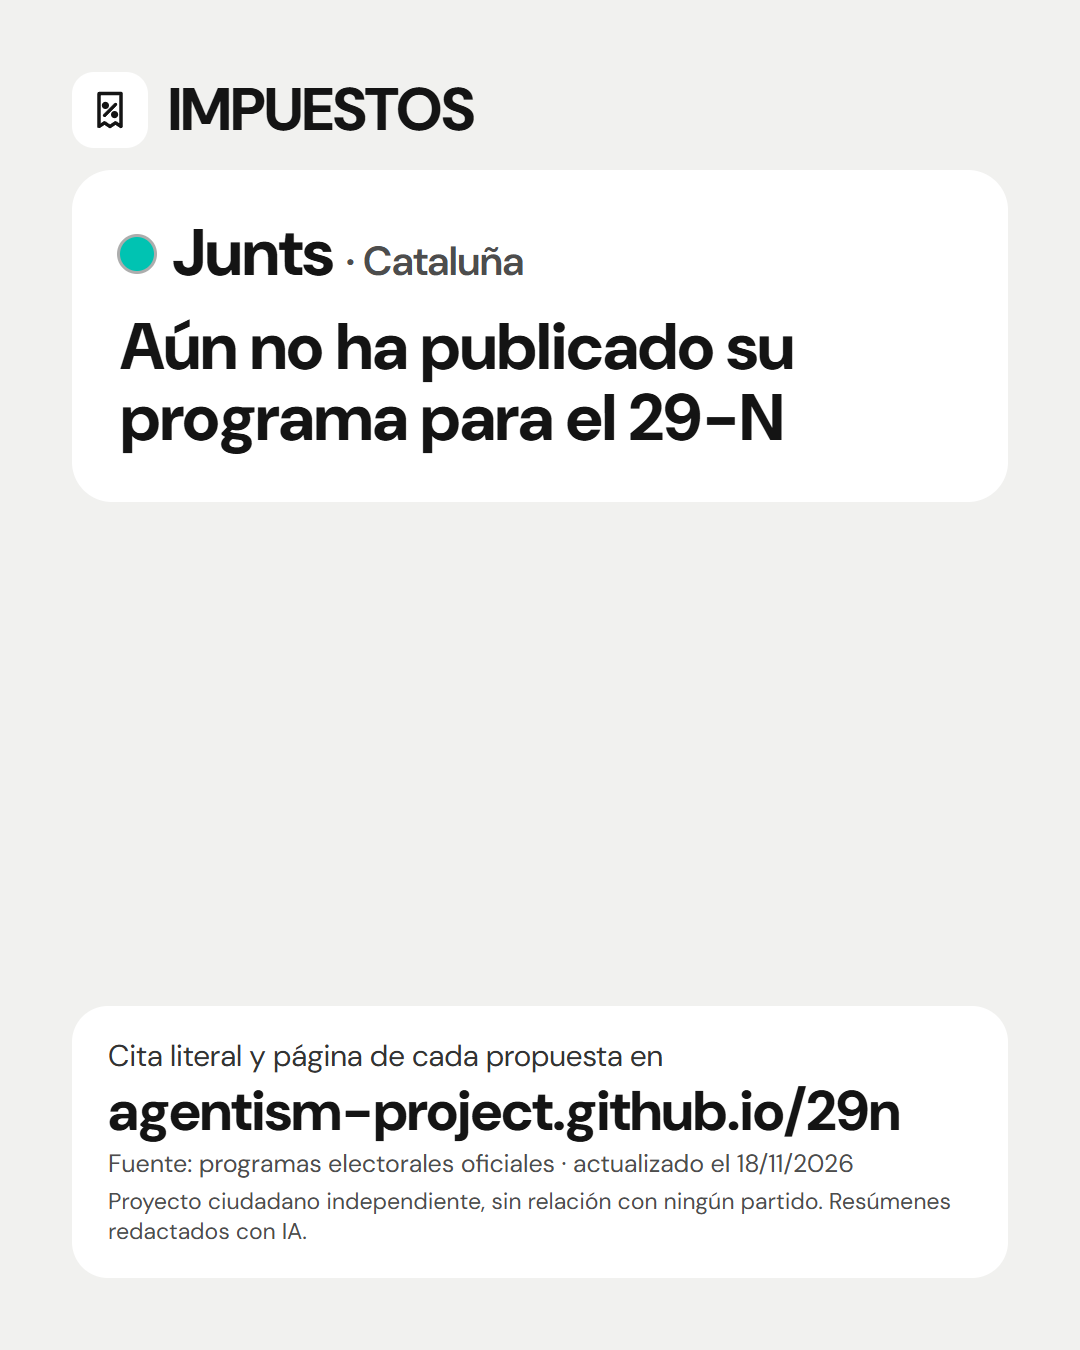 IMPUESTOS
Junts · Cataluña
Aún no ha publicado su
programa para el 29-N
Cita literal y página de cada propuesta en
agentism-project.github.io/29n
Fuente: programas electorales oficiales · actualizado el 18/11/2026
Proyecto ciudadano independiente, sin relación con ningún partido. Resúmenes
redactados con IA.